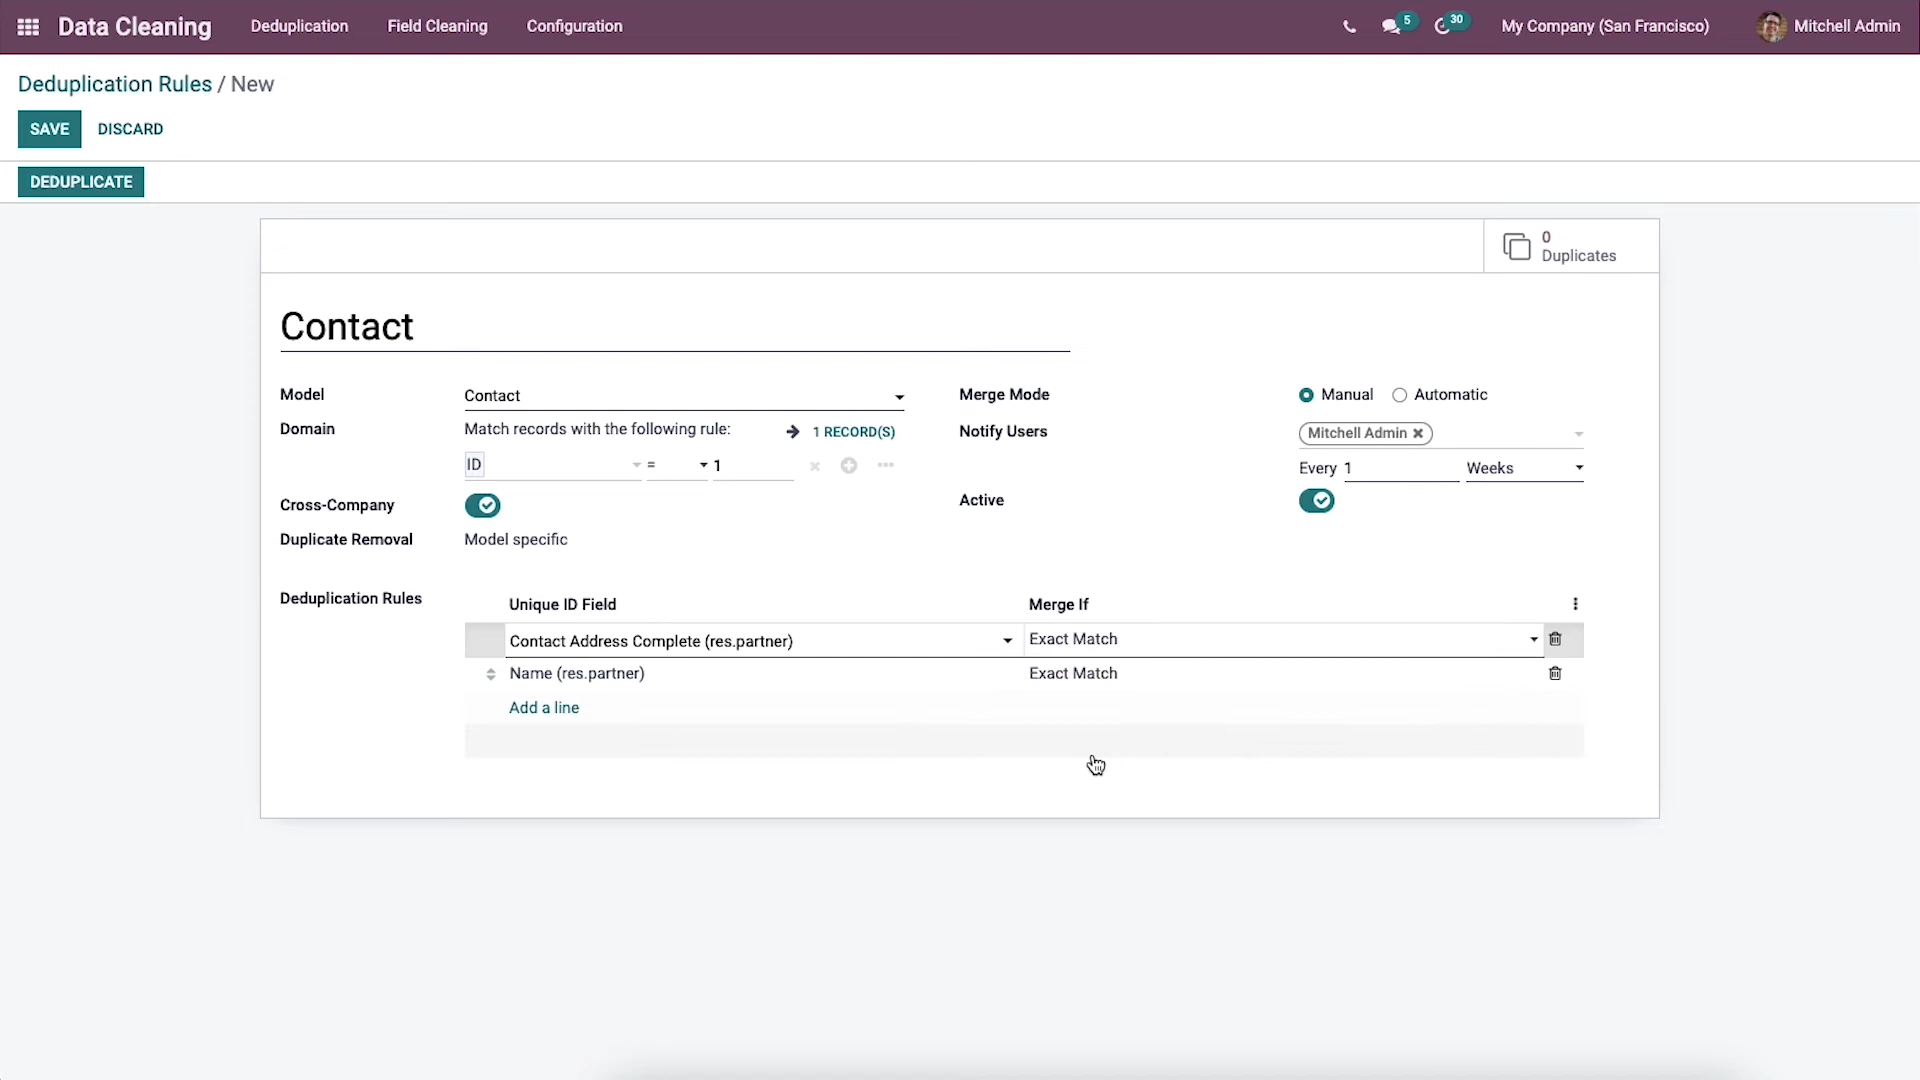 Data Cleaning Deduplication Field Cleaning Configuration 5 30 My Company (San Francisco) Mitchell Admin
Deduplication Rules / New
SAVE DISCARD
DEDUPLICATE
0
Duplicates
Contact
Model Contact Merge Mode Manual Automatic
Domain Match records with the following rule: 1 RECORD(S) Notify Users Mitchell Admin
ID = 1 Every 1 Weeks
Cross-Company Active
Duplicate Removal Model specific
Deduplication Rules Unique ID Field Merge If
Contact Address Complete (res.partner) Exact Match
Name (res.partner) Exact Match
Add a line